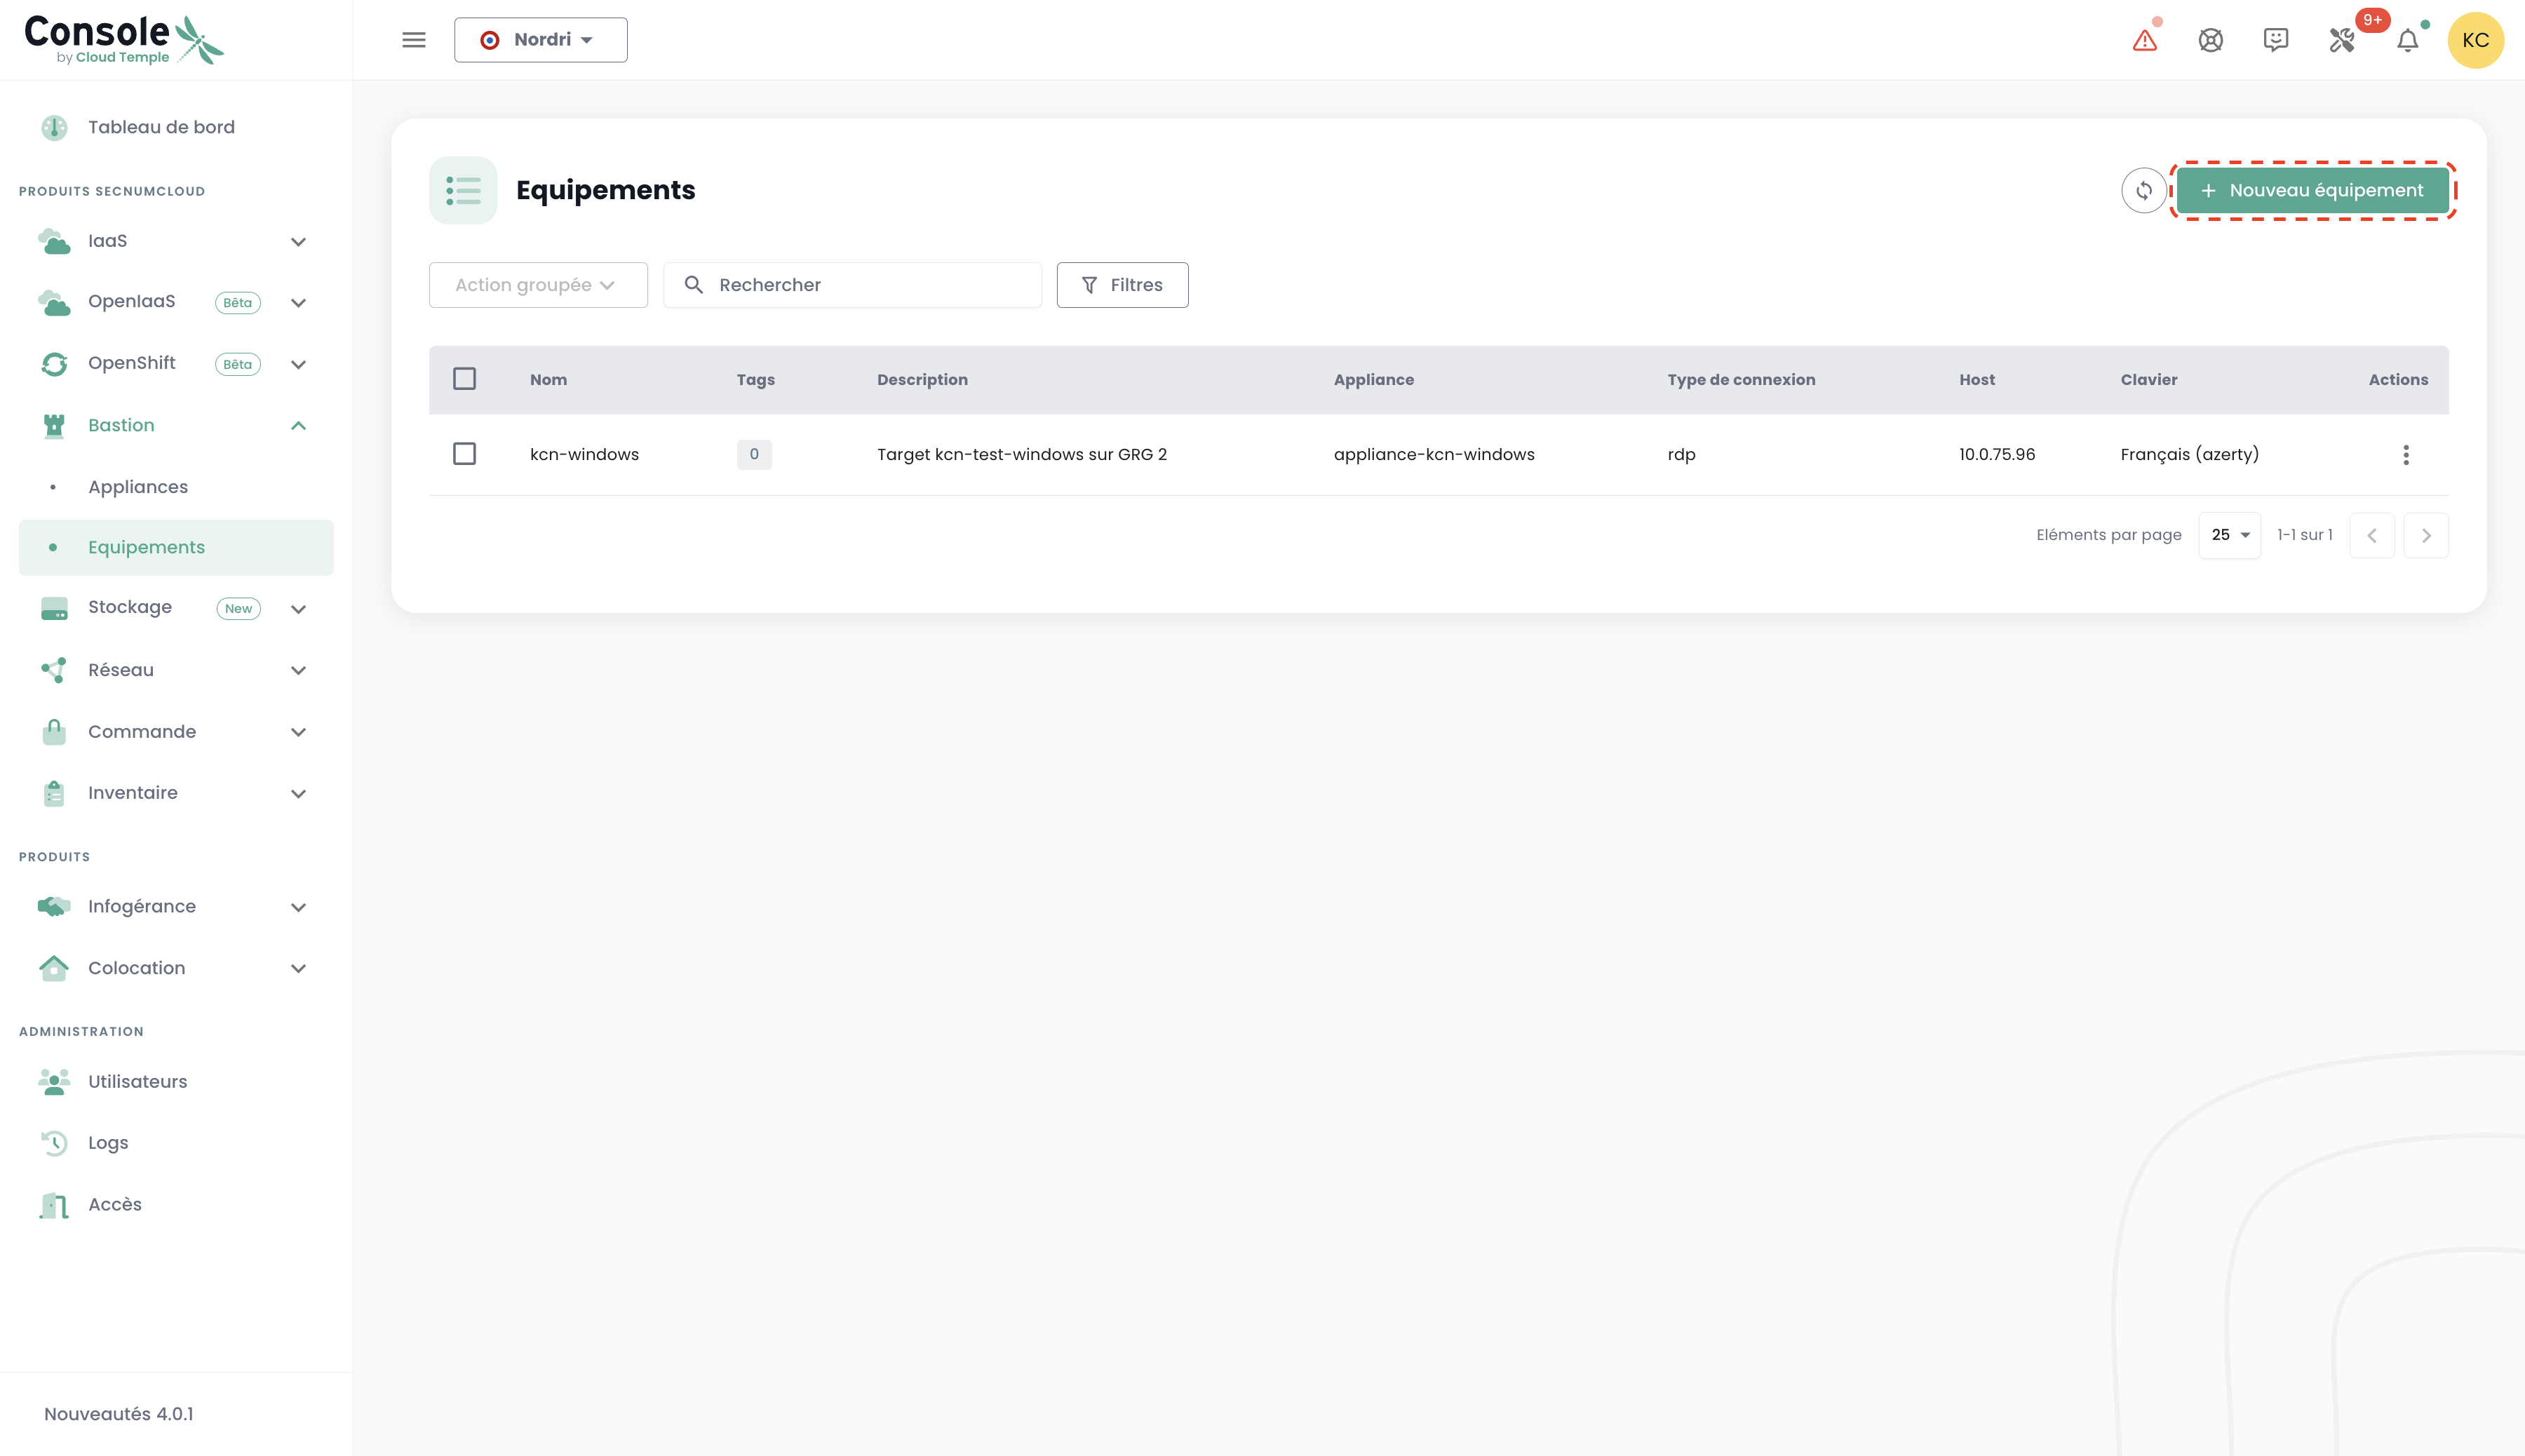 Console
by Cloud Temple
Nordri
9+
KC
Tableau de bord
PRODUITS SECNUMCLOUD
IaaS
OpenIaaS Bêta
OpenShift Bêta
Bastion
Appliances
Equipements
Stockage New
Réseau
Commande
Inventaire
PRODUITS
Infogérance
Colocation
ADMINISTRATION
Utilisateurs
Logs
Accès
Nouveautés 4.0.1
Equipements
+ Nouveau équipement
Action groupée
Rechercher
Filtres
Nom Tags Description Appliance Type de connexion Host Clavier Actions
kcn-windows 0 Target kcn-test-windows sur GRG 2 appliance-kcn-windows rdp 10.0.75.96 Français (azerty)
Eléments par page 25 1-1 sur 1